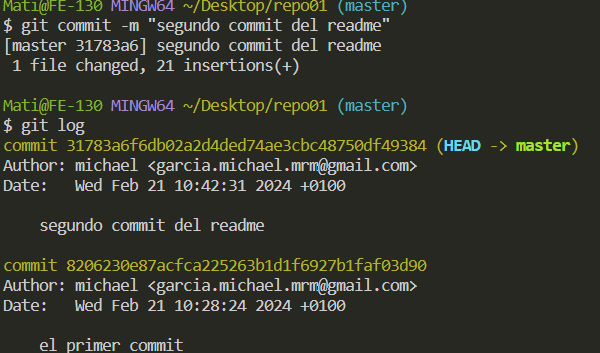 Mati@FE-130 MINGW64 ~/Desktop/repo01 (master)
$ git commit -m "segundo commit del readme"
[master 31783a6] segundo commit del readme
 1 file changed, 21 insertions(+)

Mati@FE-130 MINGW64 ~/Desktop/repo01 (master)
$ git log
commit 31783a6f6db02a2d4ded74ae3cbc48750df49384 (HEAD -> master)
Author: michael <garcia.michael.mrm@gmail.com>
Date:   Wed Feb 21 10:42:31 2024 +0100

    segundo commit del readme

commit 8206230e87acfca225263b1d1f6927b1faf03d90
Author: michael <garcia.michael.mrm@gmail.com>
Date:   Wed Feb 21 10:28:24 2024 +0100

    el primer commit